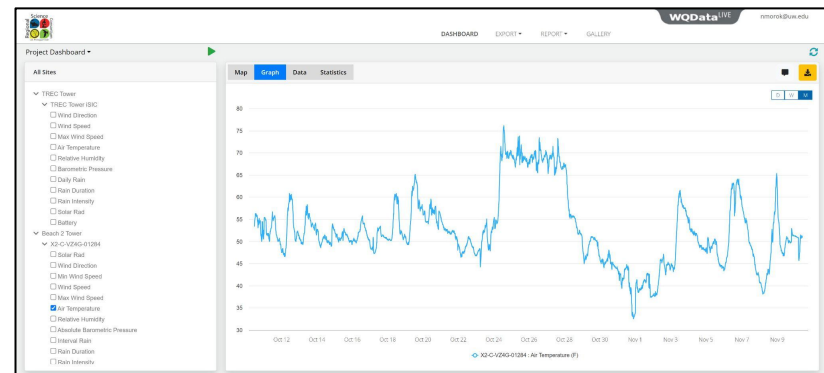 Regional
Science
WQDataLIVE
nmorok@uw.edu
DASHBOARD EXPORT REPORT GALLERY
Project Dashboard
All Sites
TREC Tower
TREC Tower ISIC
Wind Direction
Wind Speed
Max Wind Speed
Air Temperature
Relative Humidity
Barometric Pressure
Daily Rain
Rain Duration
Rain Intensity
Solar Rad
Battery
Beach 2 Tower
X2-C-VZ4G-01284
Solar Rad
Wind Direction
Min Wind Speed
Wind Speed
Max Wind Speed
Air Temperature
Relative Humidity
Absolute Barometric Pressure
Interval Rain
Rain Duration
Rain Intensity
Map Graph Data Statistics
D W M
80
75
70
65
60
55
50
45
40
35
30
Oct 12 Oct 14 Oct 16 Oct 18 Oct 20 Oct 22 Oct 24 Oct 26 Oct 28 Oct 30 Nov 1 Nov 3 Nov 5 Nov 7 Nov 9
X2-C-VZ4G-01284 : Air Temperature (F)